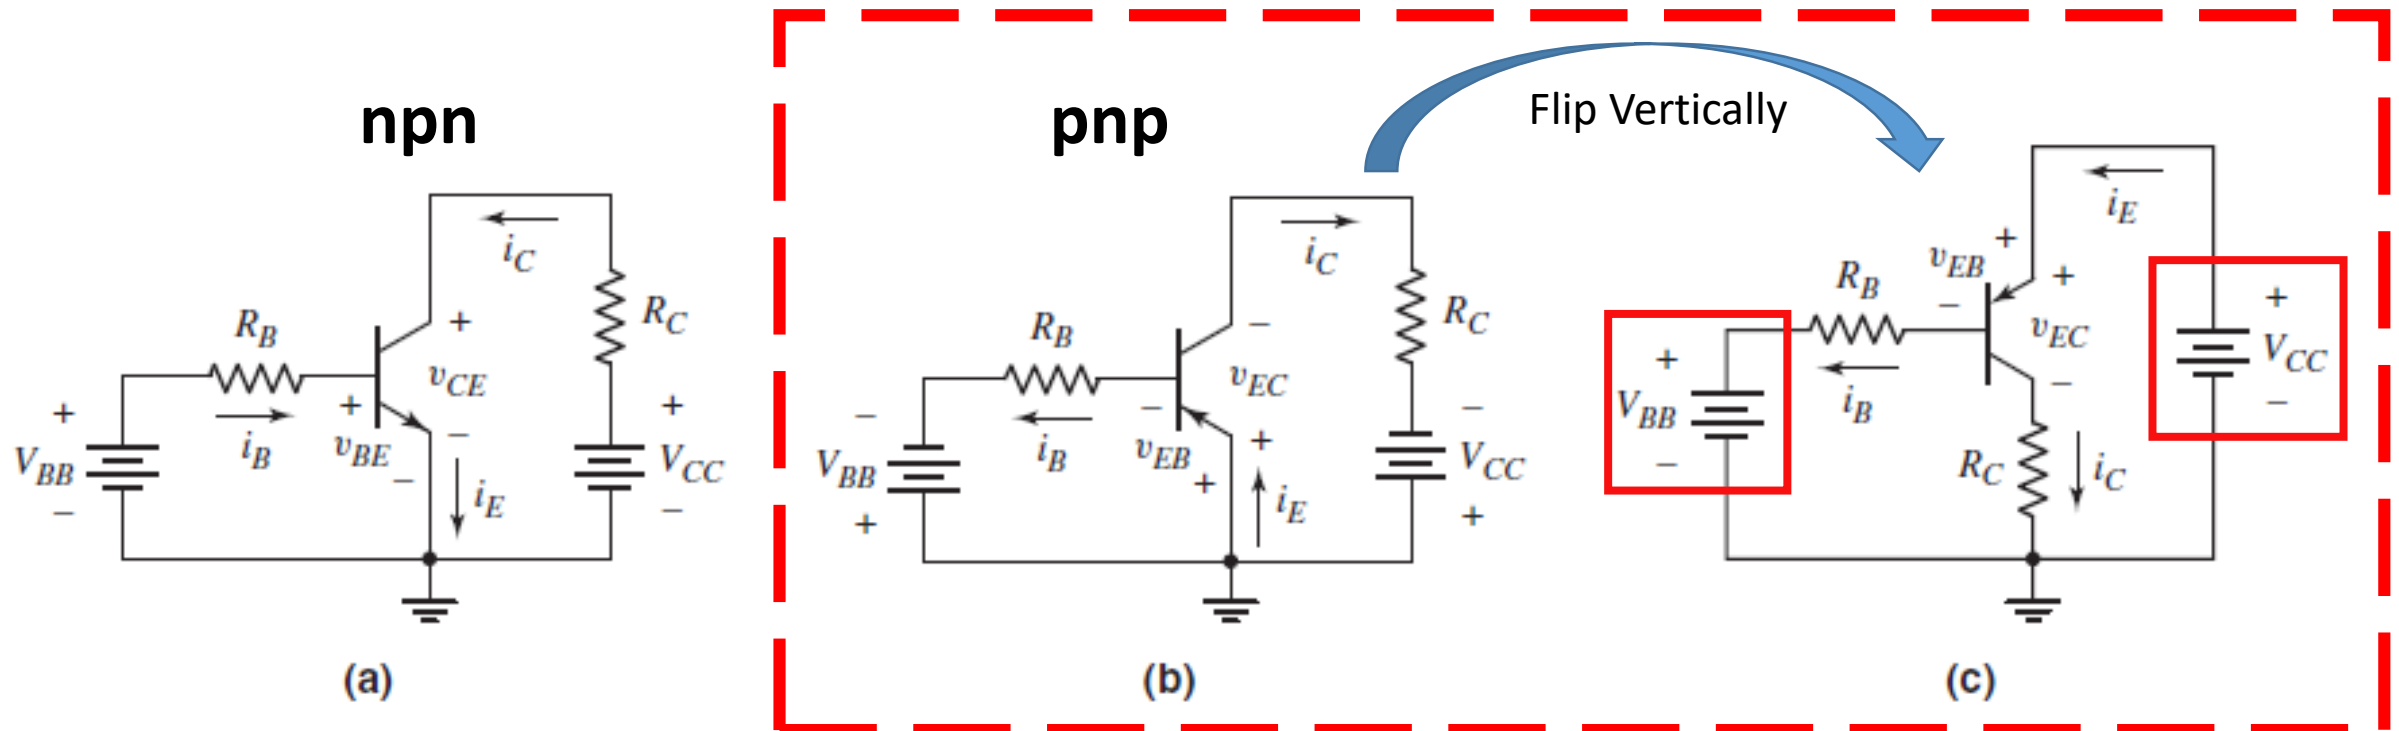 npn
pnp
Flip Vertically
i_C
R_B
+
v_CE
R_C
+
V_BB
−
i_B
+
v_BE
−
−
i_E
+
V_CC
−
(a)
i_C
R_B
−
v_EC
R_C
−
V_BB
+
i_B
−
v_EB
+
+
i_E
−
V_CC
+
(b)
i_E
+
v_EB
−
+
v_EC
−
R_B
i_B
+
V_BB
−
R_C
i_C
+
V_CC
−
(c)